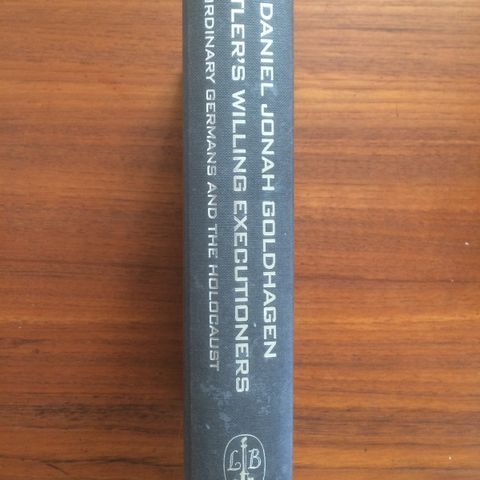 DANIEL JONAH GOLDHAGEN
TLER'S WILLING EXECUTIONERS
RDINARY GERMANS AND THE HOLOCAUST
L B